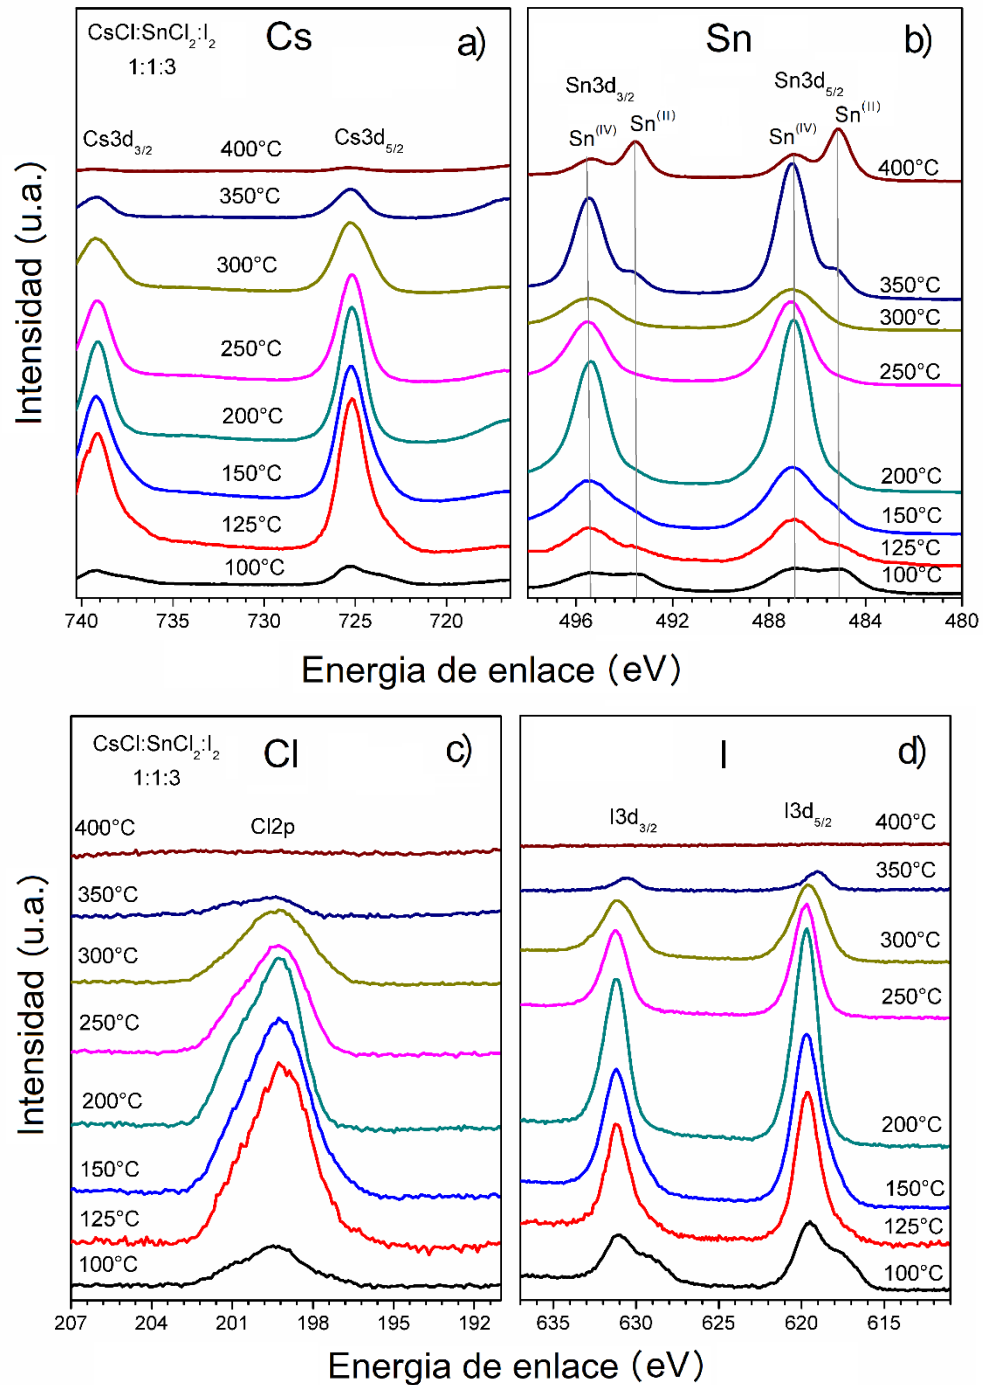 CsCl:SnCl₂:I₂
1:1:3
Cs
a)
Cs3d₃/₂
Cs3d₅/₂
400°C
350°C
300°C
250°C
200°C
150°C
125°C
100°C
740 735 730 725 720
Sn
b)
Sn3d₃/₂
Sn3d₅/₂
Sn⁽ᴵⱽ⁾ Sn⁽ᴵᴵ⁾ Sn⁽ᴵⱽ⁾ Sn⁽ᴵᴵ⁾
400°C
350°C
300°C
250°C
200°C
150°C
125°C
100°C
496 492 488 484 480
Intensidad (u.a.)
Energia de enlace (eV)
CsCl:SnCl₂:I₂
1:1:3
Cl
c)
Cl2p
400°C
350°C
300°C
250°C
200°C
150°C
125°C
100°C
207 204 201 198 195 192
I
d)
I3d₃/₂
I3d₅/₂
400°C
350°C
300°C
250°C
200°C
150°C
125°C
100°C
635 630 625 620 615
Intensidad (u.a.)
Energia de enlace (eV)